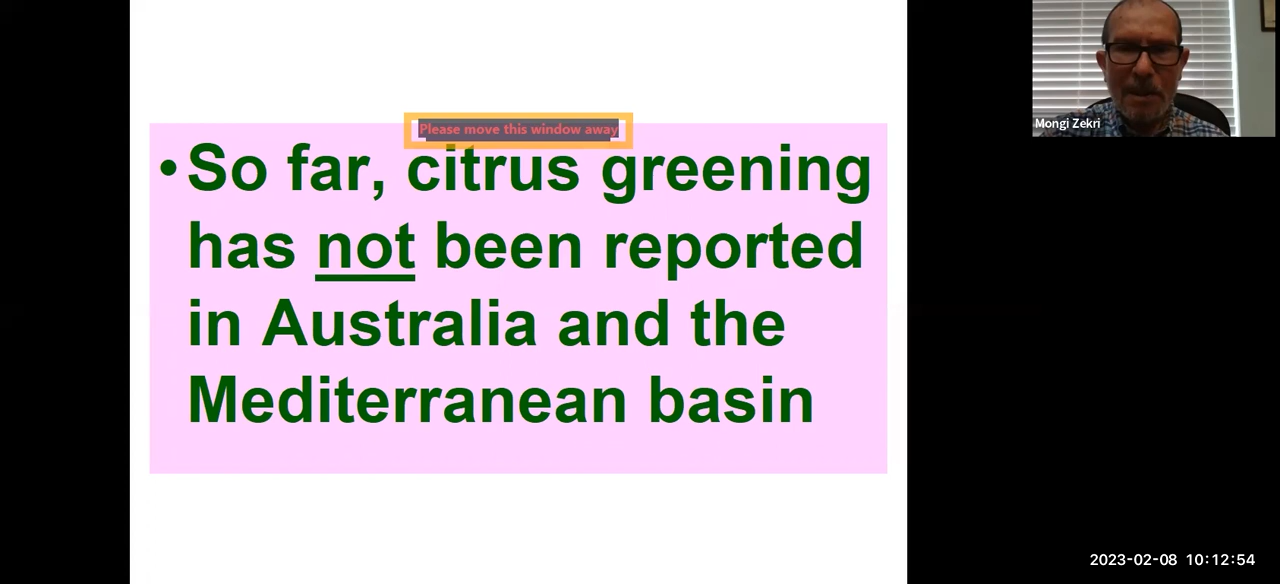 Please move this window away
• So far, citrus greening
has not been reported
in Australia and the
Mediterranean basin
Mongi Zekri
2023-02-08 10:12:54